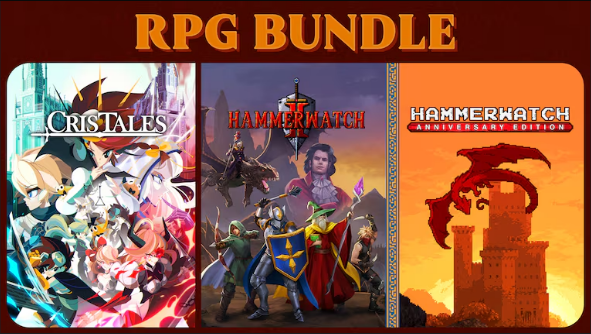 RPG BUNDLE
CRISTALES
II
HAMMERWATCH
HAMMERWATCH
ANNIVERSARY EDITION